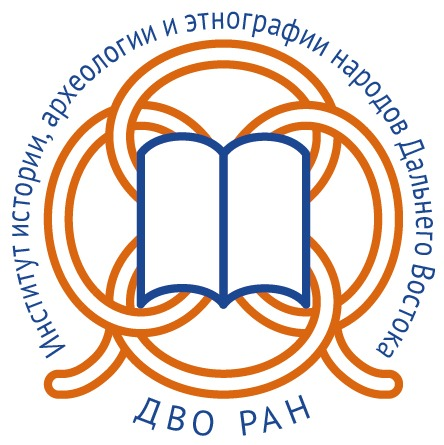 Институт истории, археологии и этнографии народов Дальнего Востока
ДВО РАН